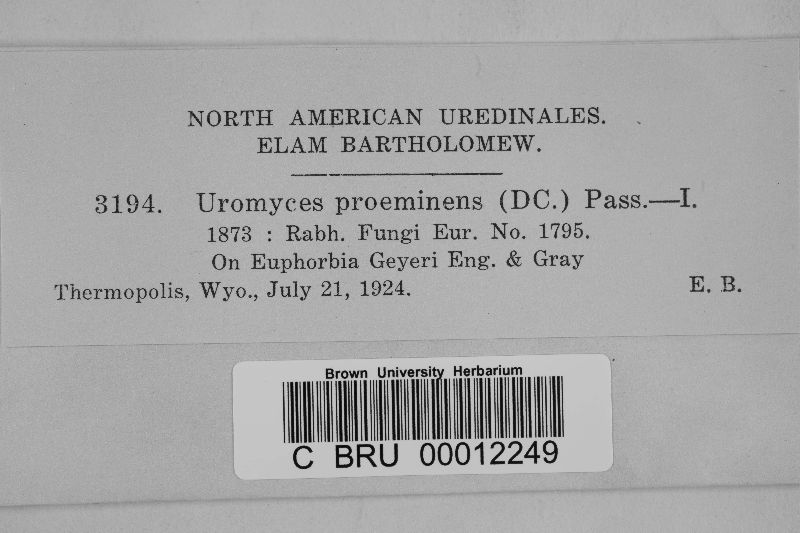 NORTH AMERICAN UREDINALES.
ELAM BARTHOLOMEW.
3194. Uromyces proeminens (DC.) Pass.—I.
1873 : Rabh. Fungi Eur. No. 1795.
On Euphorbia Geyeri Eng. & Gray
Thermopolis, Wyo., July 21, 1924. E. B.
Brown University Herbarium
C BRU 00012249